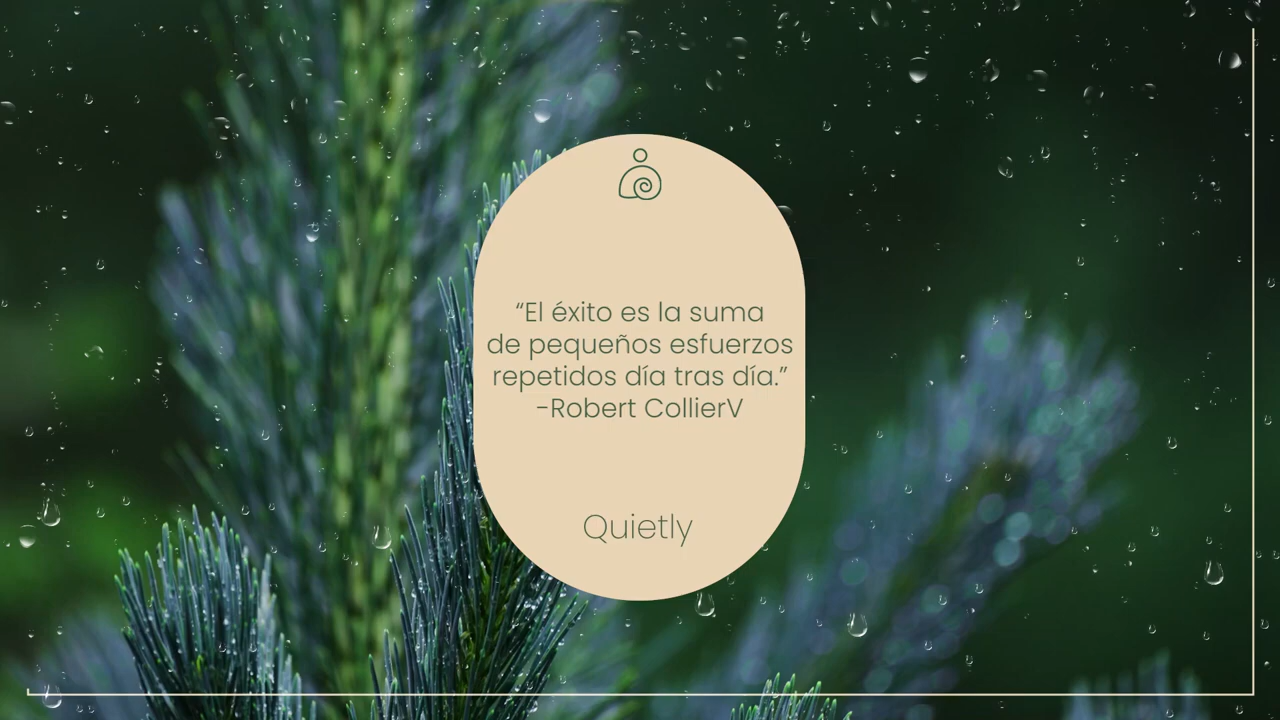 “El éxito es la suma
de pequeños esfuerzos
repetidos día tras día.”
-Robert CollierV
Quietly